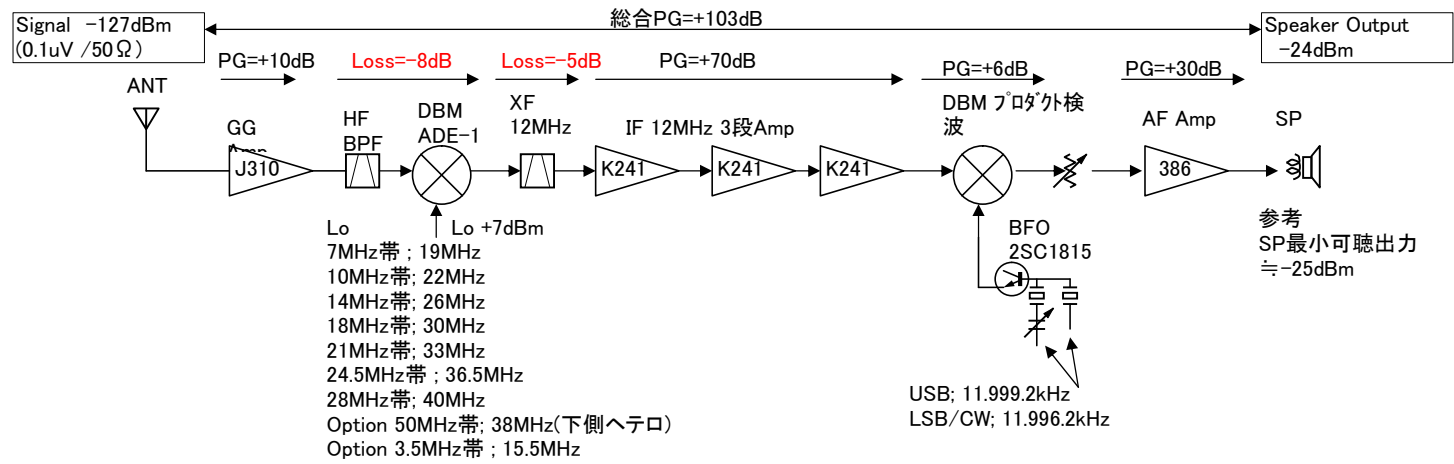 Signal −127dBm
(0.1uV /50Ω)
総合PG=+103dB
Speaker Output
−24dBm
PG=+10dB
Loss=−8dB
Loss=−5dB
PG=+70dB
PG=+6dB
PG=+30dB
ANT
GG
Amp
J310
HF
BPF
DBM
ADE−1
XF
12MHz
IF 12MHz 3段Amp
K241
K241
K241
DBM プロダクト検
波
AF Amp
386
SP
Lo +7dBm
Lo
7MHz帯 ; 19MHz
10MHz帯; 22MHz
14MHz帯; 26MHz
18MHz帯; 30MHz
21MHz帯; 33MHz
24.5MHz帯 ; 36.5MHz
28MHz帯; 40MHz
Option 50MHz帯; 38MHz(下側ヘテロ)
Option 3.5MHz帯 ; 15.5MHz
BFO
2SC1815
USB; 11.999.2kHz
LSB/CW; 11.996.2kHz
参考
SP最小可聴出力
≒−25dBm